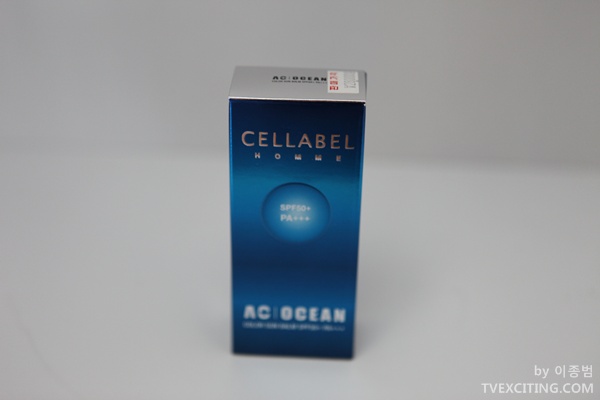 AC|OCEAN
CELLABEL
HOMME
SPF50+
PA+++
AC|OCEAN
by 이종범
TVEXCITING.COM